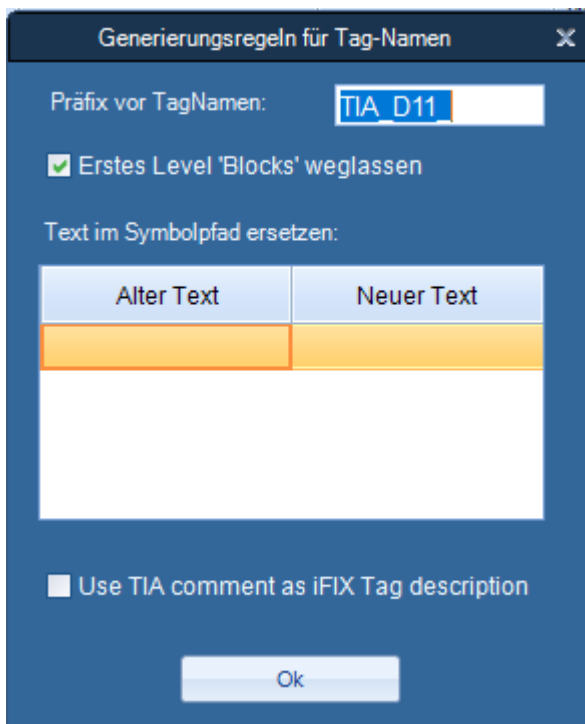 Generierungsregeln für Tag-Namen
Präfix vor TagNamen: TIA_D11_
Erstes Level 'Blocks' weglassen
Text im Symbolpfad ersetzen:
Alter Text Neuer Text
Use TIA comment as iFIX Tag description
Ok